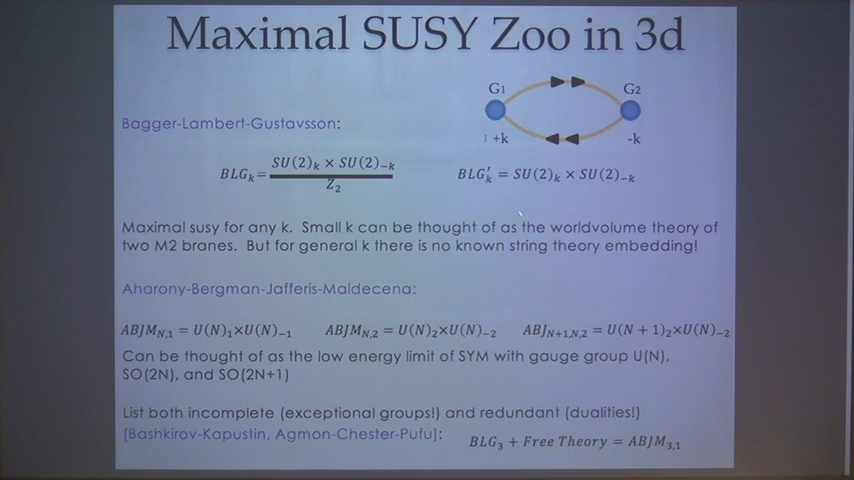 Maximal SUSY Zoo in 3d
G1 G2
+k -k
Bagger-Lambert-Gustavsson:
BLG_k = SU(2)_k × SU(2)_{-k} / Z_2
BLG'_k = SU(2)_k × SU(2)_{-k}
Maximal susy for any k. Small k can be thought of as the worldvolume theory of
two M2 branes. But for general k there is no known string theory embedding!
Aharony-Bergman-Jafferis-Maldecena:
ABJM_{N,1} = U(N)_1×U(N)_{-1} ABJM_{N,2} = U(N)_2×U(N)_{-2} ABJ_{N+1,N,2} = U(N + 1)_2×U(N)_{-2}
Can be thought of as the low energy limit of SYM with gauge group U(N),
SO(2N), and SO(2N+1)
List both incomplete (exceptional groups!) and redundant (dualities!)
[Bashkirov-Kapustin, Agmon-Chester-Pufu]: BLG_3 + Free Theory = ABJM_{3,1}